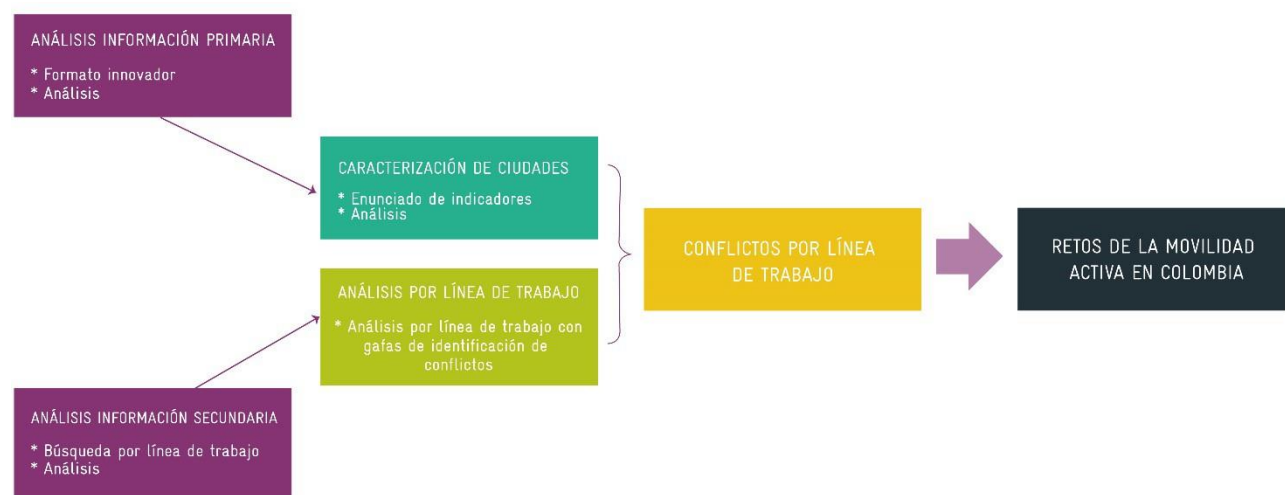 ANÁLISIS INFORMACIÓN PRIMARIA
* Formato innovador
* Análisis
CARACTERIZACIÓN DE CIUDADES
* Enunciado de indicadores
* Análisis
ANÁLISIS POR LÍNEA DE TRABAJO
* Análisis por línea de trabajo con
gafas de identificación de
conflictos
ANÁLISIS INFORMACIÓN SECUNDARIA
* Búsqueda por línea de trabajo
* Análisis
CONFLICTOS POR LÍNEA
DE TRABAJO
RETOS DE LA MOVILIDAD
ACTIVA EN COLOMBIA